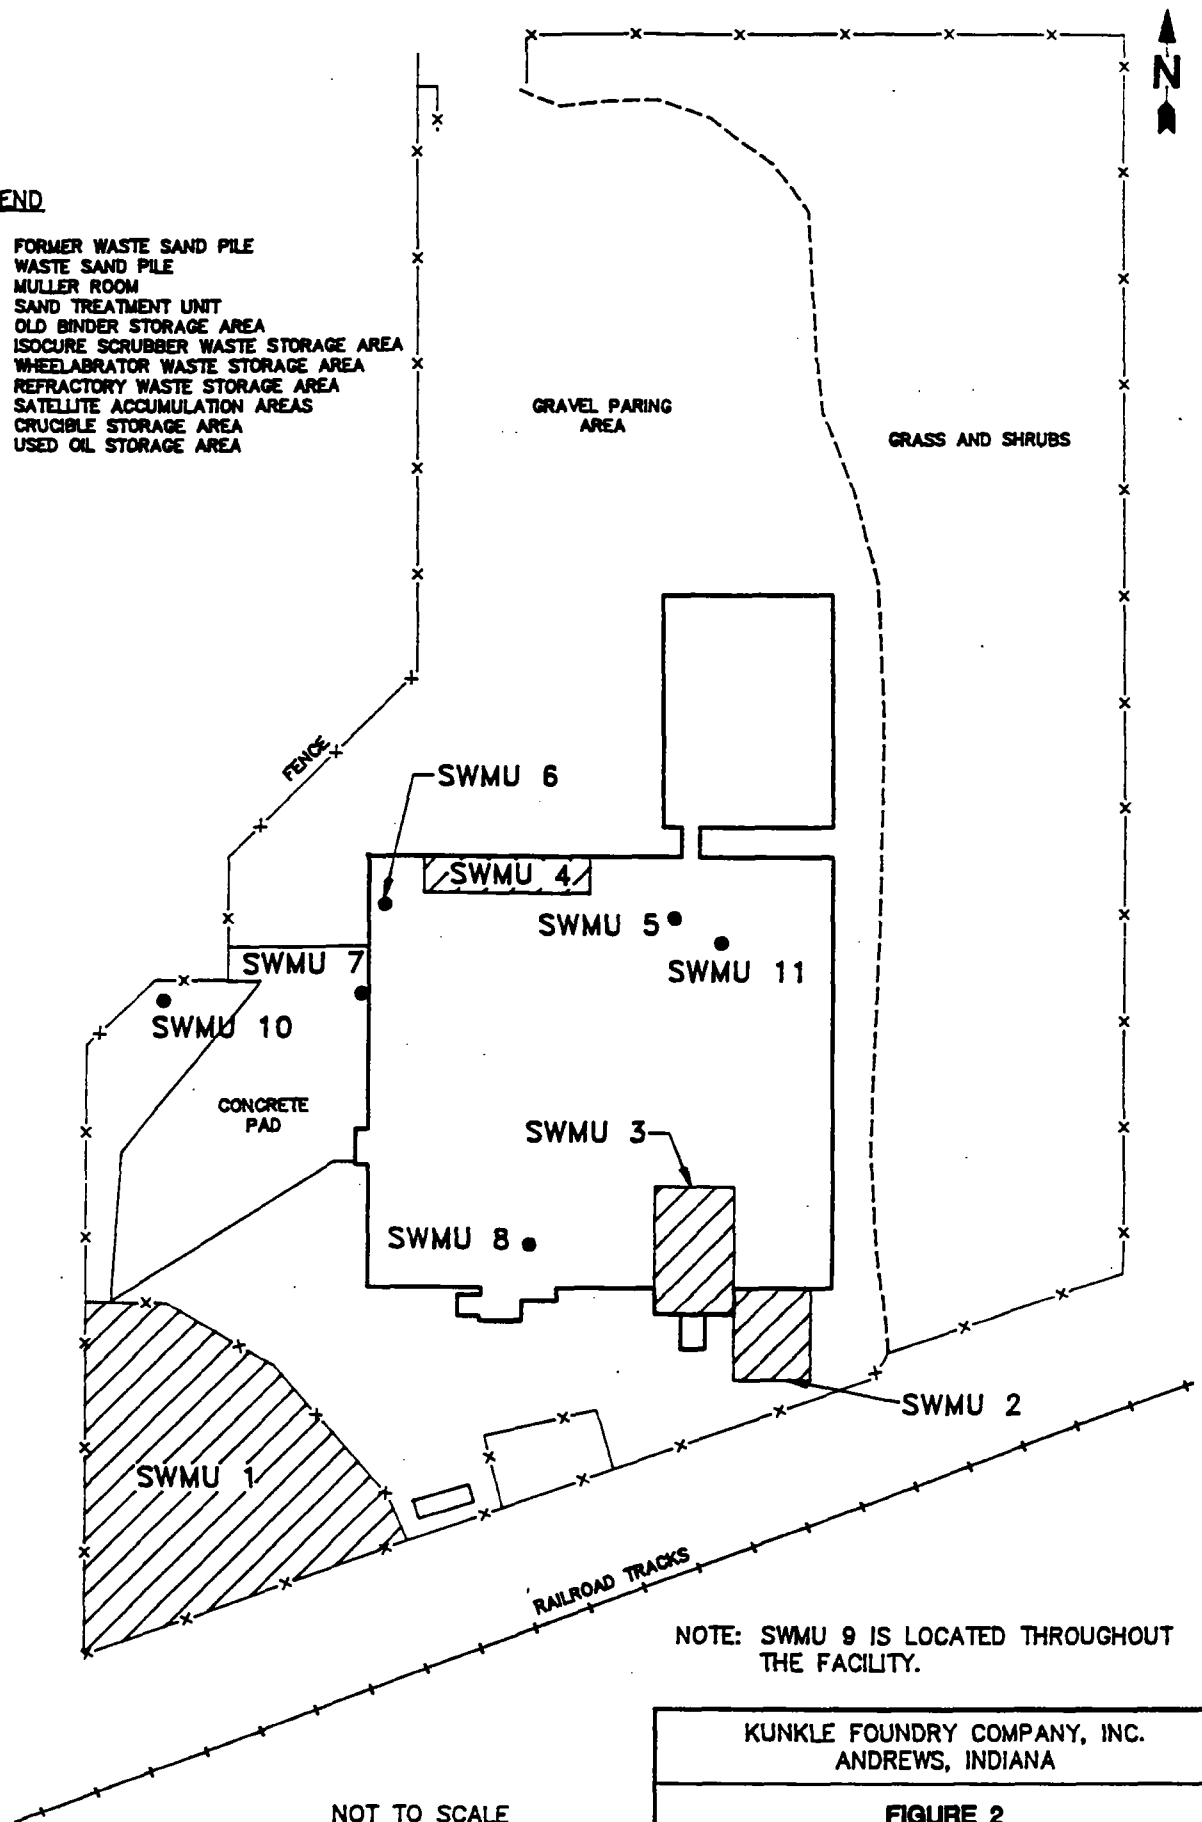 N
END
FORMER WASTE SAND PILE
WASTE SAND PILE
MULLER ROOM
SAND TREATMENT UNIT
OLD BINDER STORAGE AREA
ISOCURE SCRUBBER WASTE STORAGE AREA
WHEELABRATOR WASTE STORAGE AREA
REFRACTORY WASTE STORAGE AREA
SATELLITE ACCUMULATION AREAS
CRUCIBLE STORAGE AREA
USED OIL STORAGE AREA
GRAVEL PARING
AREA
GRASS AND SHRUBS
FENCE
SWMU 6
SWMU 4
SWMU 5
SWMU 11
SWMU 7
SWMU 10
CONCRETE
PAD
SWMU 3
SWMU 8
SWMU 2
SWMU 1
RAILROAD TRACKS
NOTE: SWMU 9 IS LOCATED THROUGHOUT
THE FACILITY.
KUNKLE FOUNDRY COMPANY, INC.
ANDREWS, INDIANA
NOT TO SCALE
FIGURE 2